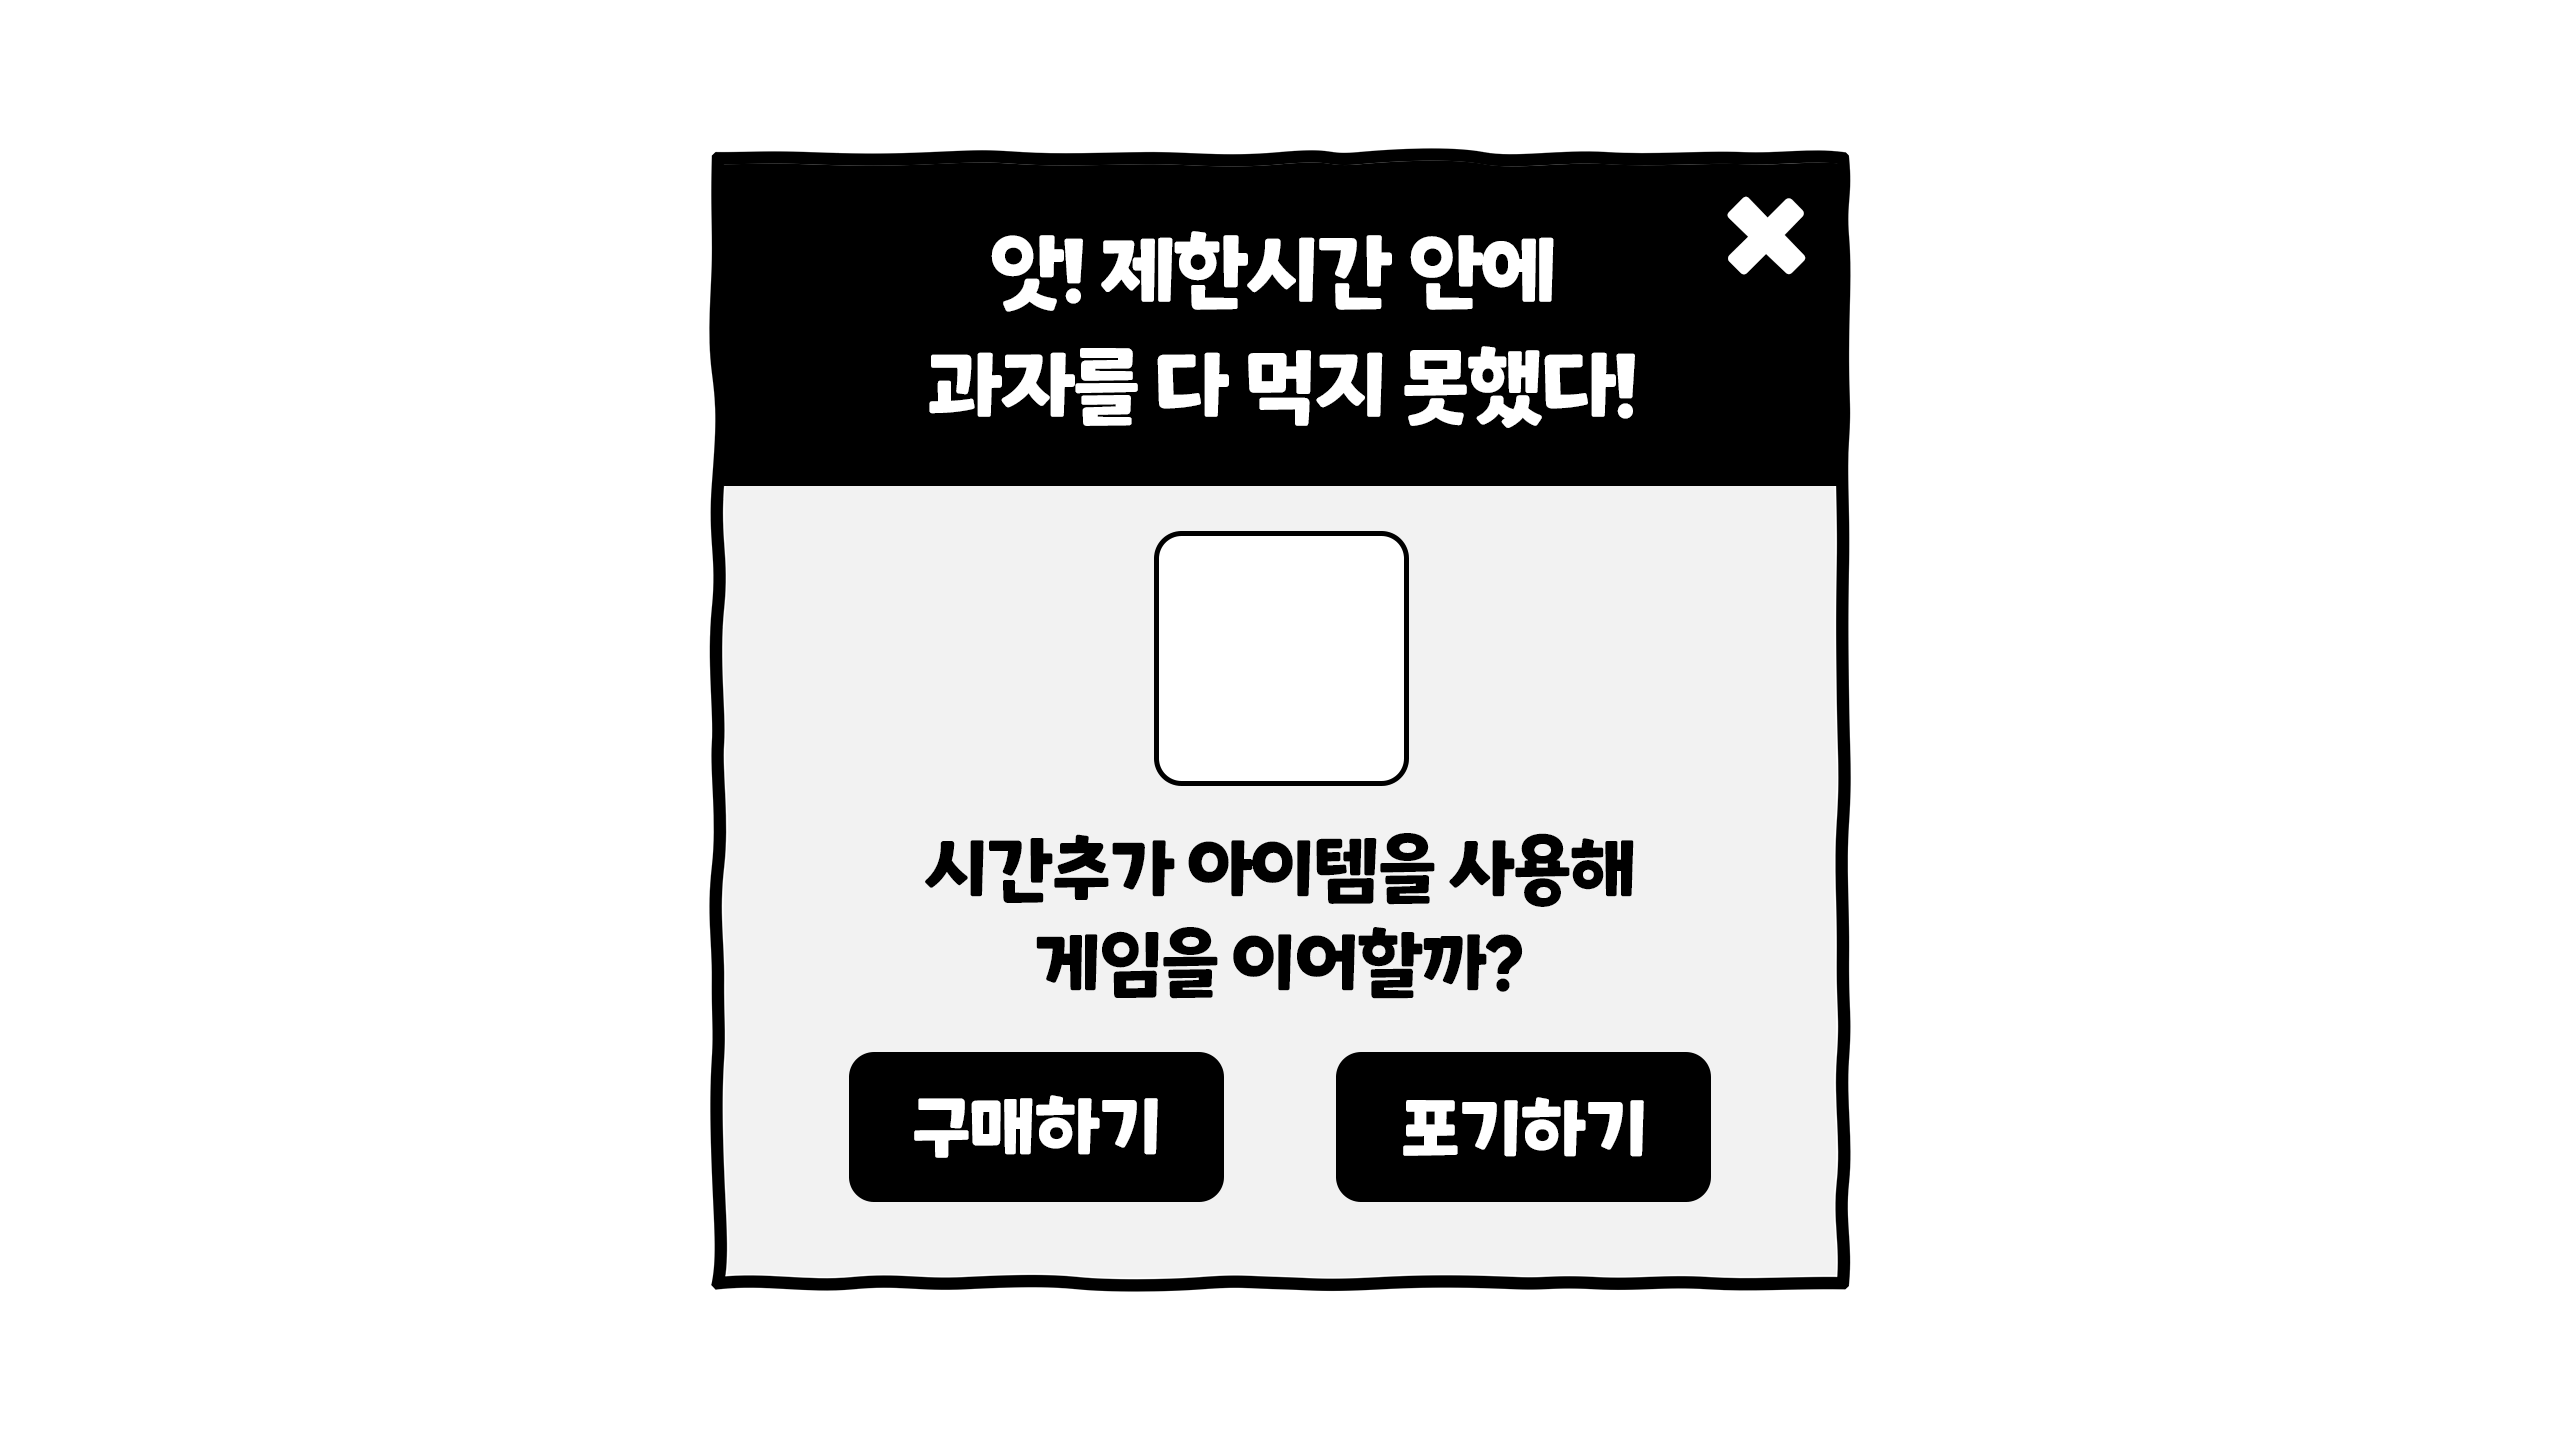 앗! 제한시간 안에
과자를 다 먹지 못했다!
시간추가 아이템을 사용해
게임을 이어할까?
구매하기
포기하기